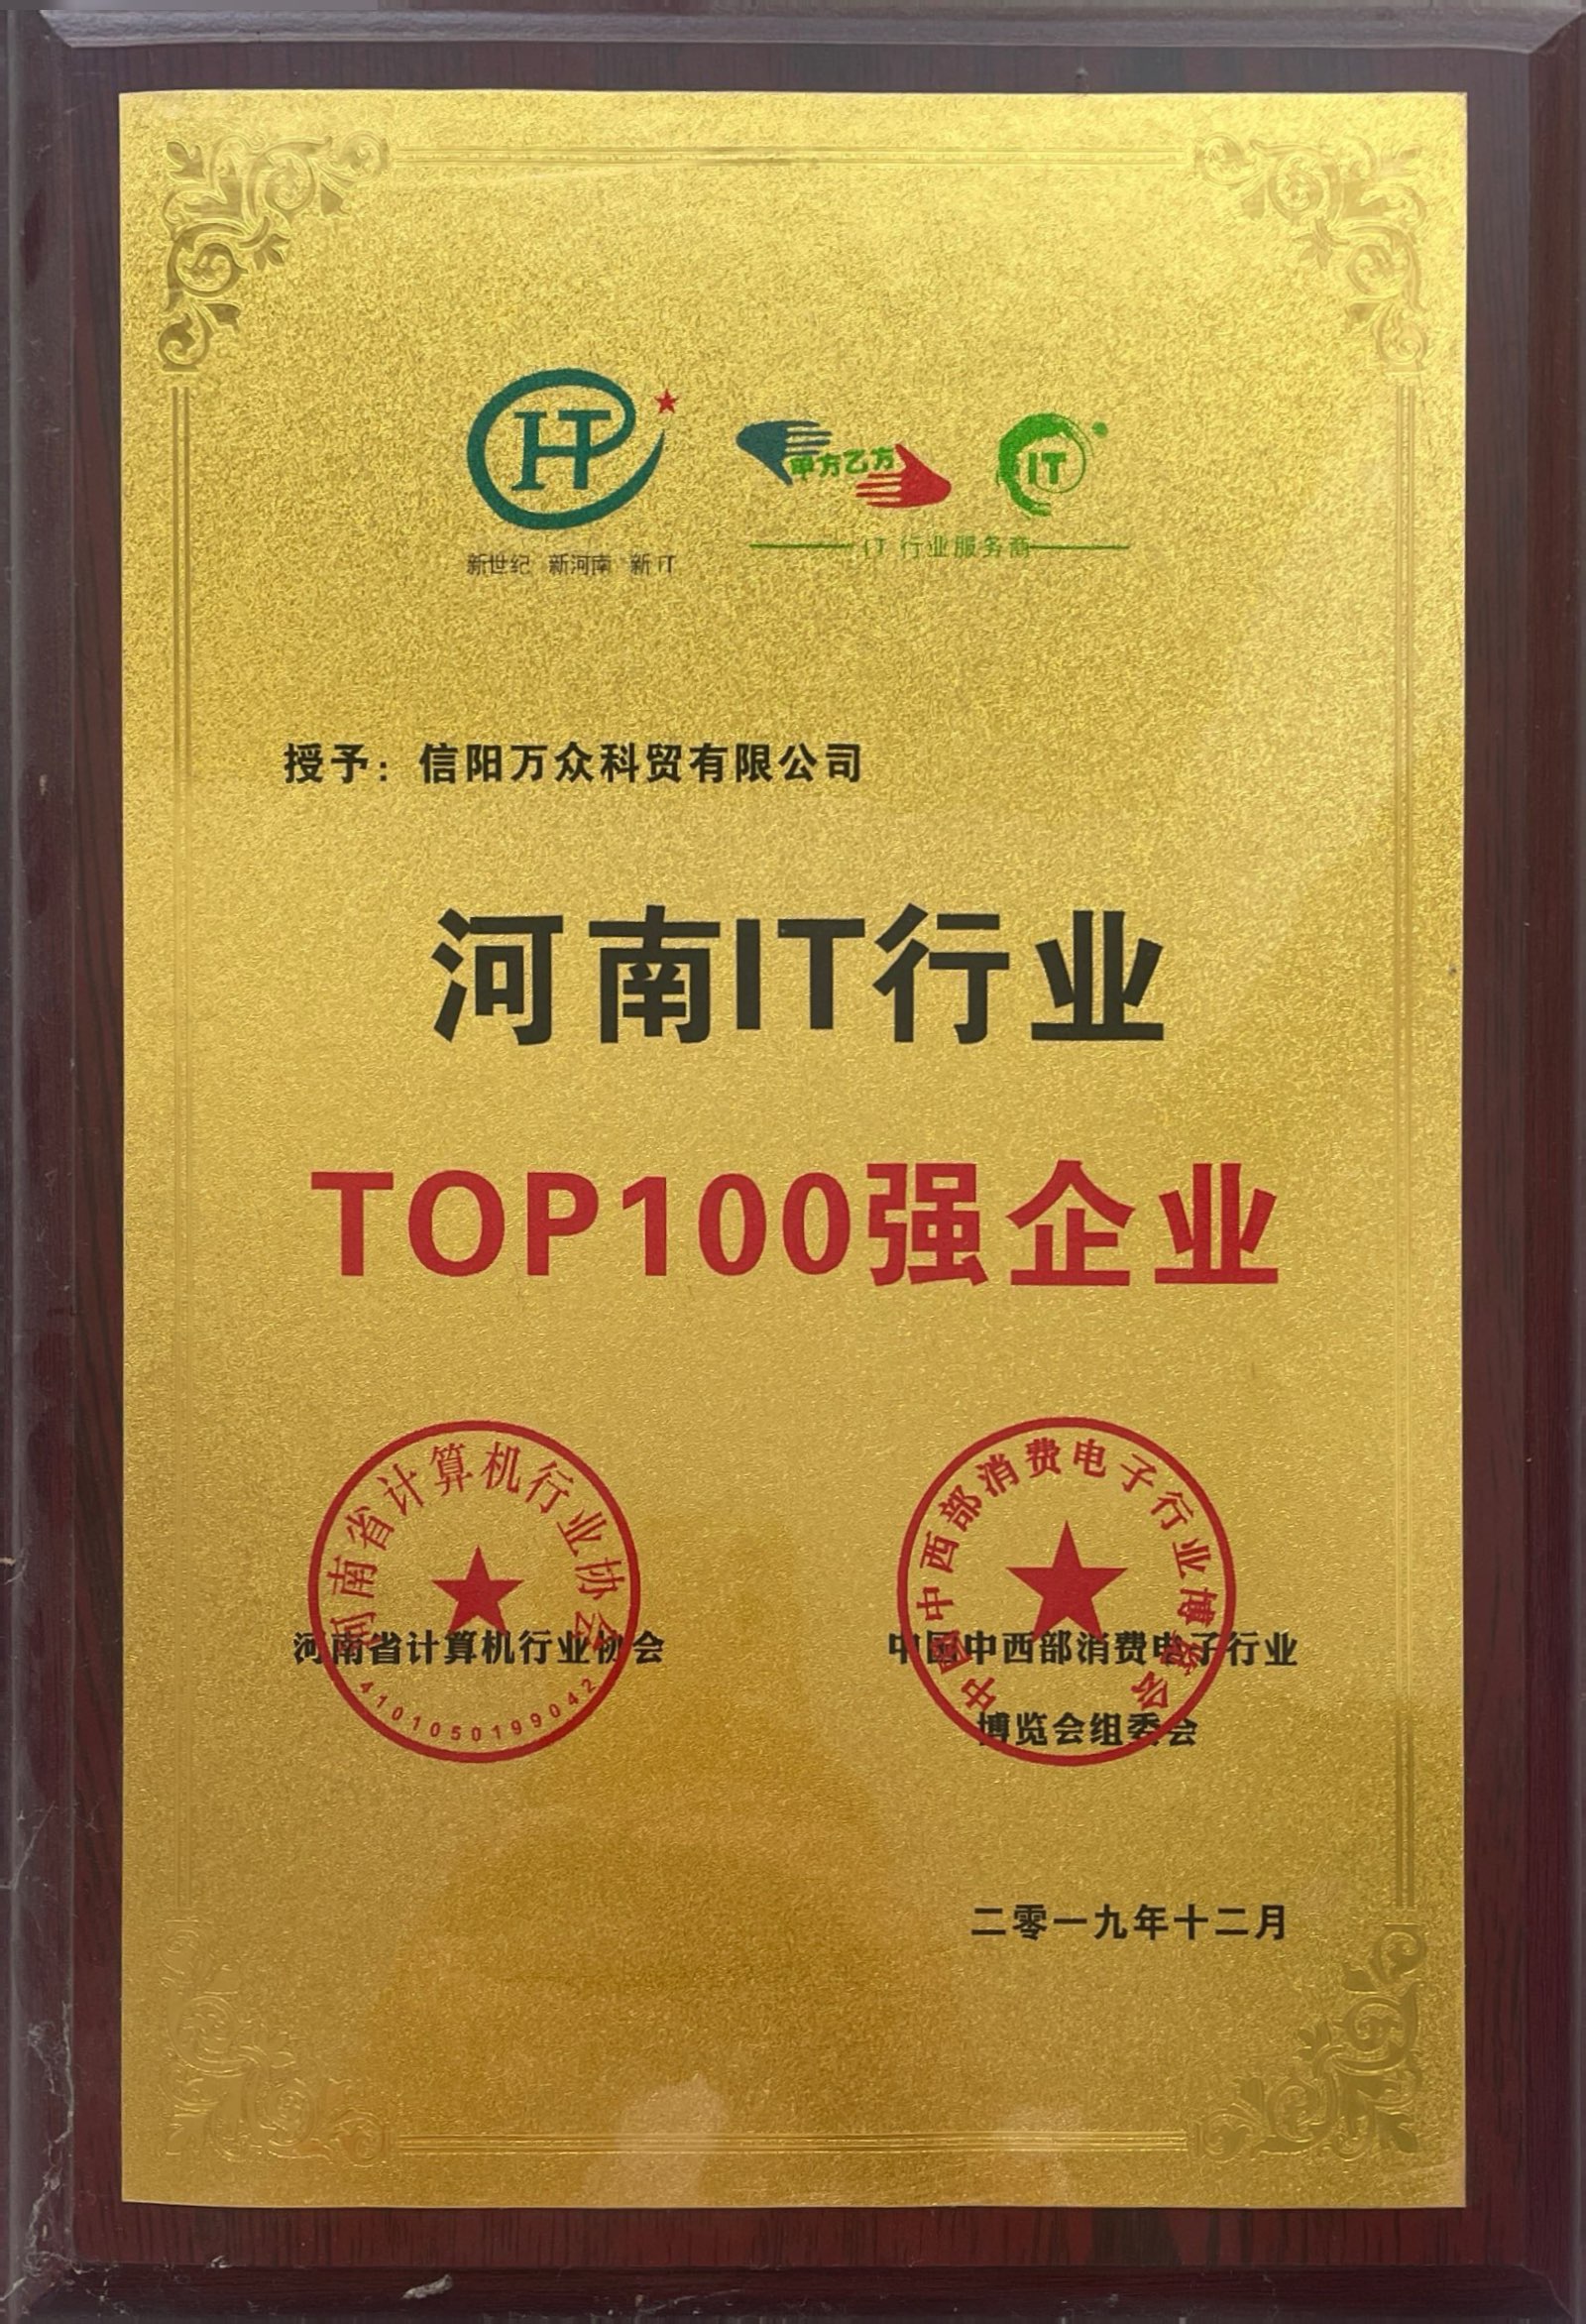 HT
新世纪 新河南 新IT
甲方乙方
IT
IT 行业服务商
授予：信阳万众科贸有限公司
河南IT行业
TOP100强企业
河南省计算机行业协会
河南省计算机行业协会
4101050199042
中国中西部消费电子行业博览会
中国中西部消费电子行业
博览会组委会
二零一九年十二月